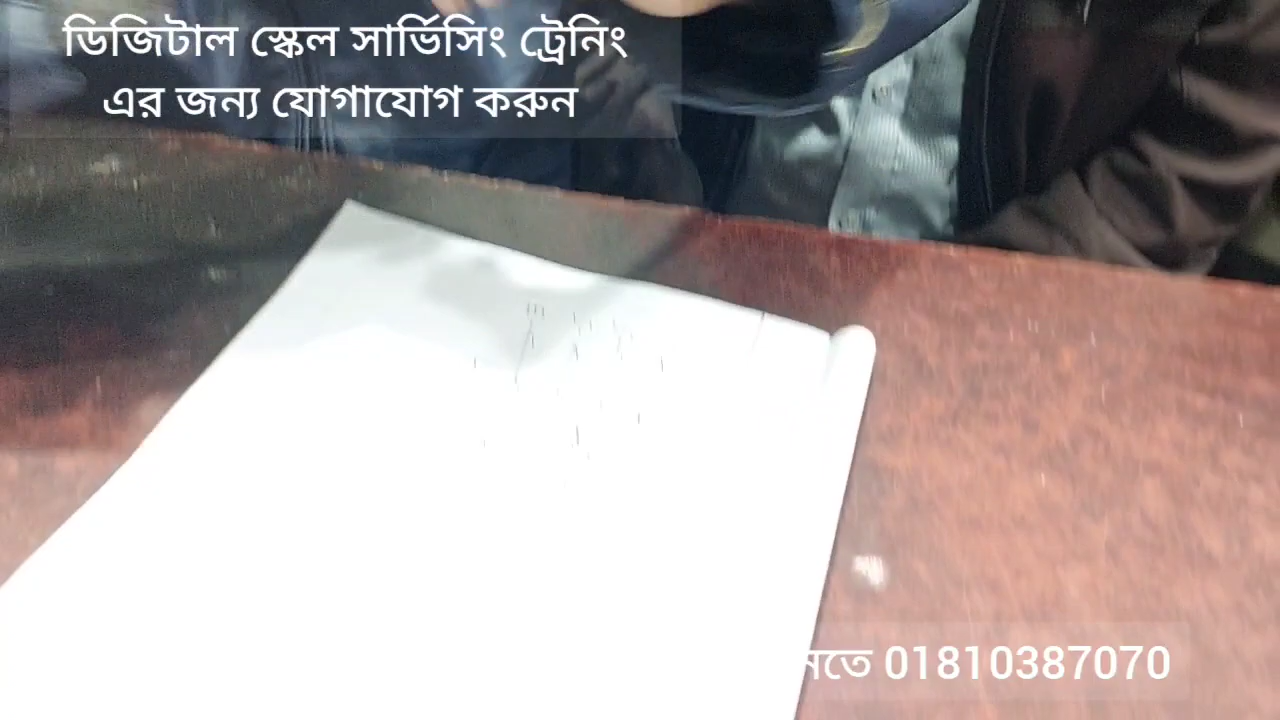 ডিজিটাল স্কেল সার্ভিসিং ট্রেনিং
এর জন্য যোগাযোগ করুন
01810387070